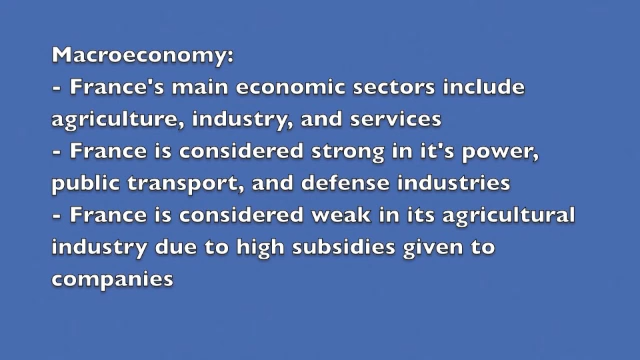 Macroeconomy:
- France's main economic sectors include
agriculture, industry, and services
- France is considered strong in it's power,
public transport, and defense industries
- France is considered weak in its agricultural
industry due to high subsidies given to
companies